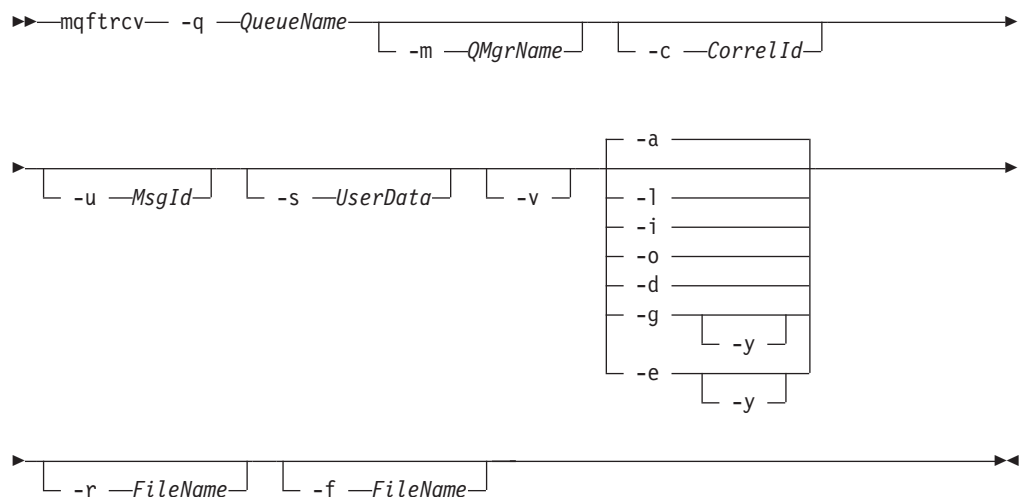 mqftrcv -q QueueName
-m QMgrName -c CorrelId
-a
-u MsgId -s UserData -v -l
-i
-o
-d
-g
-y
-e
-y
-r FileName -f FileName